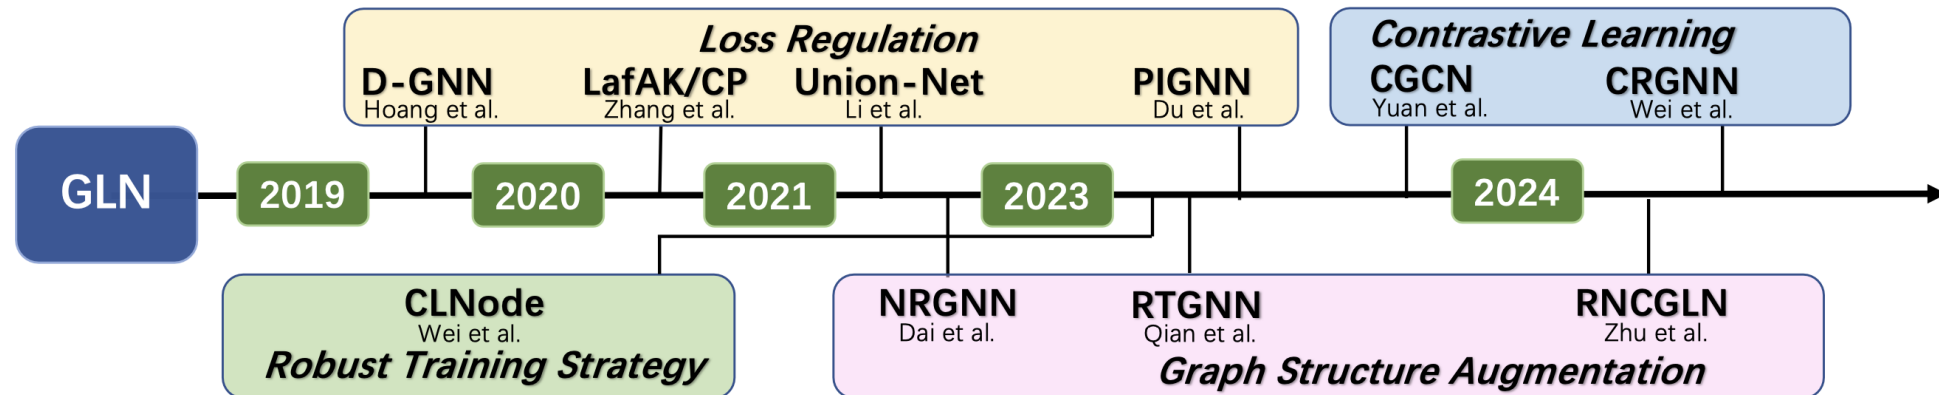 Loss Regulation
D-GNN
Hoang et al.
LafAK/CP
Zhang et al.
Union-Net
Li et al.
PIGNN
Du et al.
Contrastive Learning
CGCN
Yuan et al.
CRGNN
Wei et al.
GLN
2019
2020
2021
2023
2024
CLNode
Wei et al.
Robust Training Strategy
NRGNN
Dai et al.
RTGNN
Qian et al.
RNCGLN
Zhu et al.
Graph Structure Augmentation